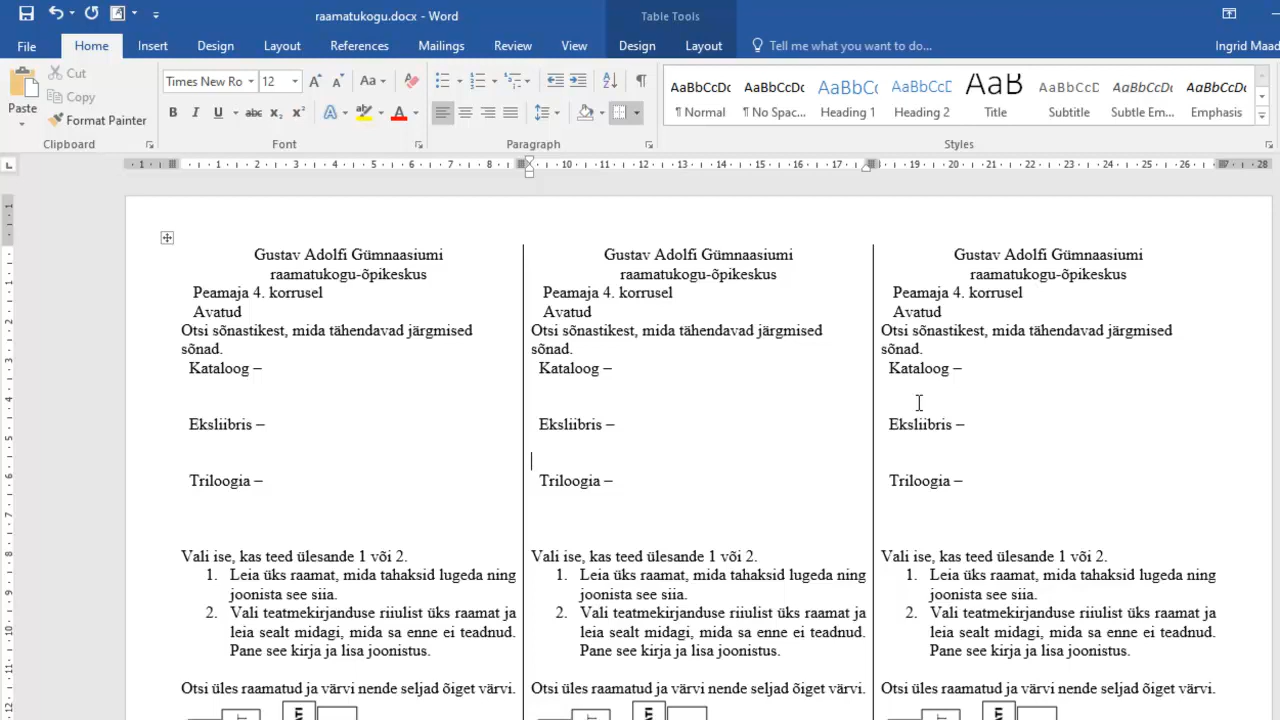 raamatukogu.docx - Word
Table Tools
File
Home
Insert
Design
Layout
References
Mailings
Review
View
Design
Layout
Tell me what you want to do...
Ingrid Maad
Paste
Cut
Copy
Format Painter
Clipboard
Times New Ro
12
Font
Paragraph
AaBbCcDc
¶ Normal
AaBbCcDc
¶ No Spac...
AaBbCc
Heading 1
AaBbCcD
Heading 2
AaB
Title
AaBbCcD
Subtitle
AaBbCcDc
Subtle Em...
AaBbCcDc
Emphasis
Styles
Gustav Adolfi Gümnaasiumi
raamatukogu-õpikeskus
Peamaja 4. korrusel
Avatud
Otsi sõnastikest, mida tähendavad järgmised
sõnad.
Kataloog –
Eksliibris –
Triloogia –
Vali ise, kas teed ülesande 1 või 2.
1. Leia üks raamat, mida tahaksid lugeda ning
joonista see siia.
2. Vali teatmekirjanduse riiulist üks raamat ja
leia sealt midagi, mida sa enne ei teadnud.
Pane see kirja ja lisa joonistus.
Otsi üles raamatud ja värvi nende seljad õiget värvi.
Gustav Adolfi Gümnaasiumi
raamatukogu-õpikeskus
Peamaja 4. korrusel
Avatud
Otsi sõnastikest, mida tähendavad järgmised
sõnad.
Kataloog –
Eksliibris –
Triloogia –
Vali ise, kas teed ülesande 1 või 2.
1. Leia üks raamat, mida tahaksid lugeda ning
joonista see siia.
2. Vali teatmekirjanduse riiulist üks raamat ja
leia sealt midagi, mida sa enne ei teadnud.
Pane see kirja ja lisa joonistus.
Otsi üles raamatud ja värvi nende seljad õiget värvi.
Gustav Adolfi Gümnaasiumi
raamatukogu-õpikeskus
Peamaja 4. korrusel
Avatud
Otsi sõnastikest, mida tähendavad järgmised
sõnad.
Kataloog –
Eksliibris –
Triloogia –
Vali ise, kas teed ülesande 1 või 2.
1. Leia üks raamat, mida tahaksid lugeda ning
joonista see siia.
2. Vali teatmekirjanduse riiulist üks raamat ja
leia sealt midagi, mida sa enne ei teadnud.
Pane see kirja ja lisa joonistus.
Otsi üles raamatud ja värvi nende seljad õiget värvi.